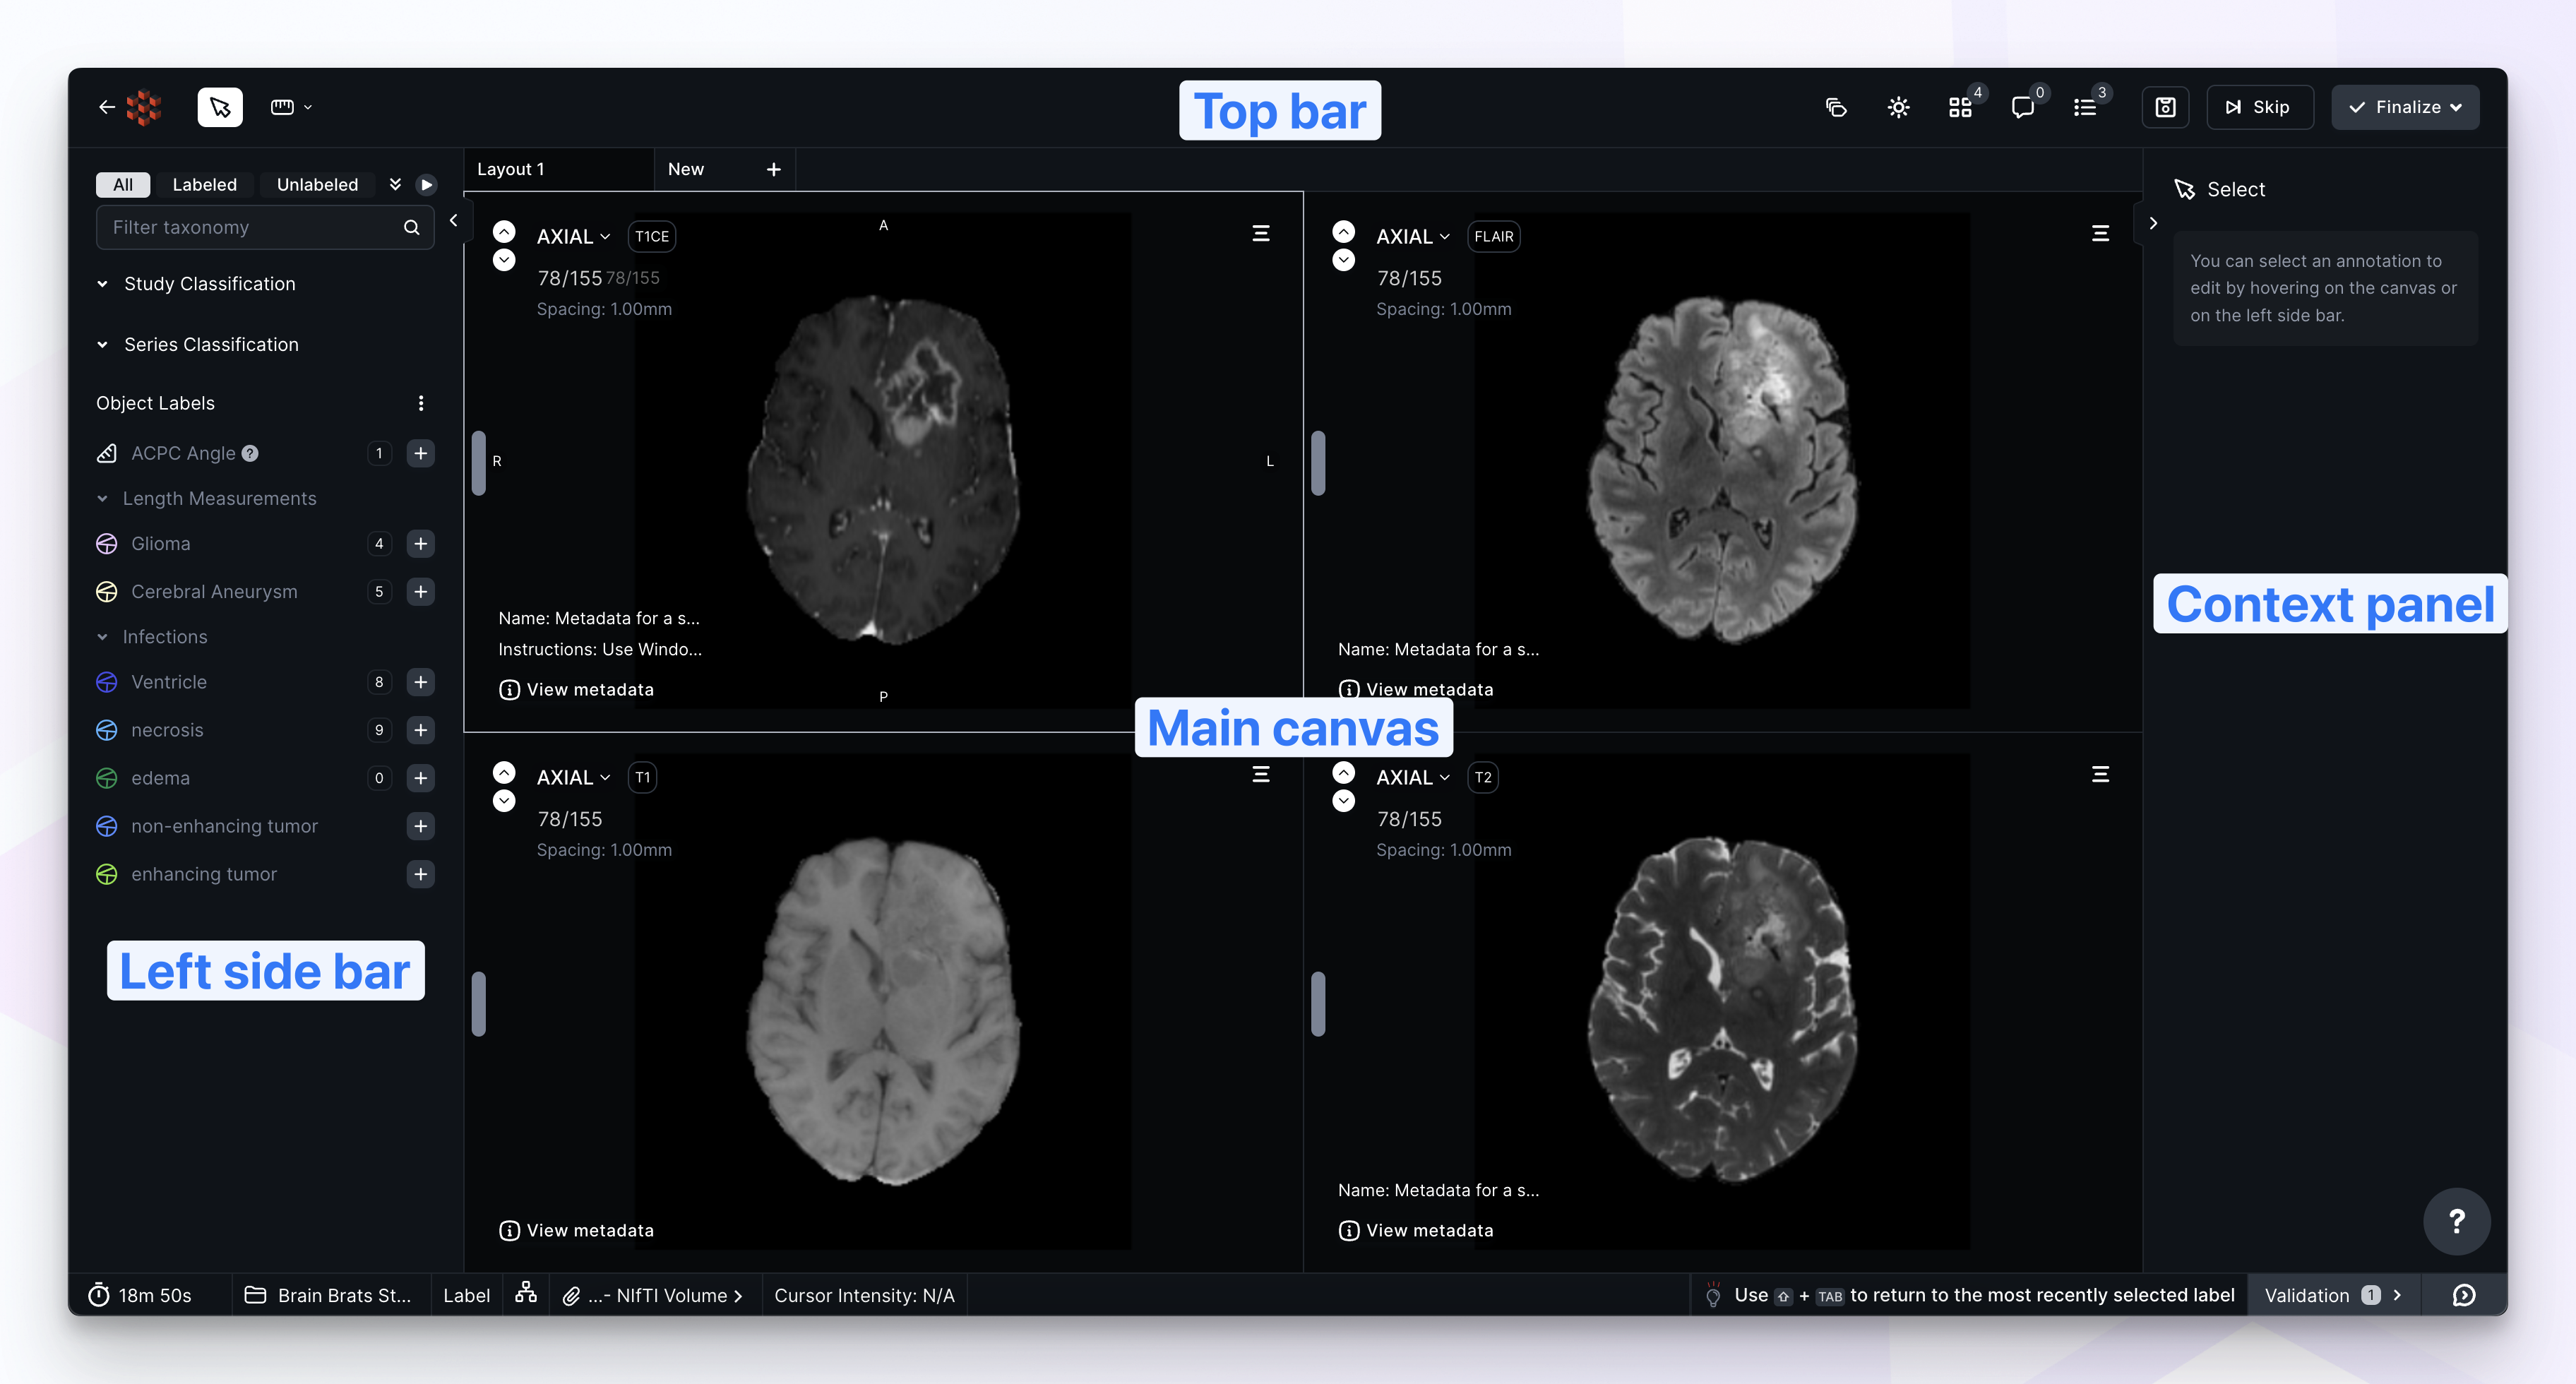 Top bar
4
0
3
Skip
Finalize
All
Labeled
Unlabeled
Filter taxonomy
Study Classification
Series Classification
Object Labels
ACPC Angle ?
1
Length Measurements
Glioma
4
Cerebral Aneurysm
5
Infections
Ventricle
8
necrosis
9
edema
0
non-enhancing tumor
enhancing tumor
Left side bar
Layout 1
New
AXIAL
T1CE
A
78/155 78/155
Spacing: 1.00mm
R
L
Name: Metadata for a s...
Instructions: Use Windo...
View metadata
P
AXIAL
FLAIR
78/155
Spacing: 1.00mm
Name: Metadata for a s...
View metadata
Main canvas
AXIAL
T1
78/155
Spacing: 1.00mm
View metadata
AXIAL
T2
78/155
Spacing: 1.00mm
Name: Metadata for a s...
View metadata
Select
You can select an annotation to
edit by hovering on the canvas or
on the left side bar.
Context panel
?
18m 50s
Brain Brats St...
Label
...- NIfTI Volume
Cursor Intensity: N/A
Use ⇧ + TAB to return to the most recently selected label
Validation 1